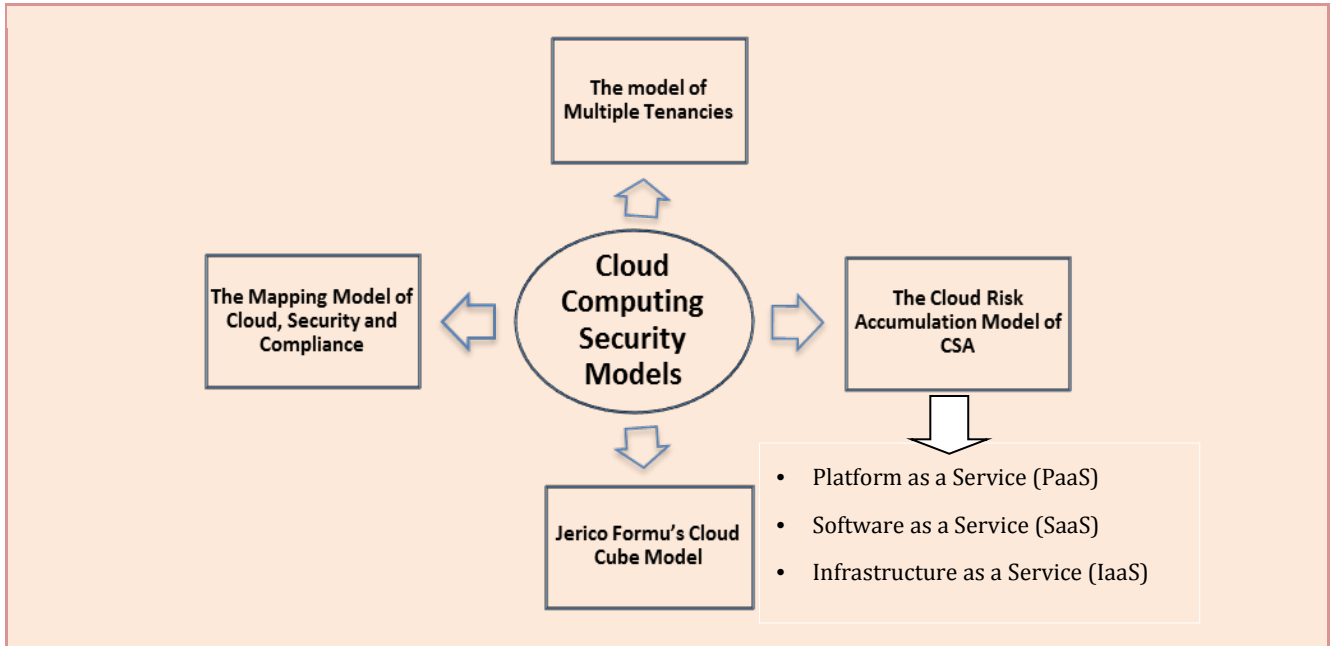 The model of
Multiple Tenancies
Cloud
Computing
Security
Models
The Mapping Model of
Cloud, Security and
Compliance
The Cloud Risk
Accumulation Model of
CSA
Jerico Formu’s Cloud
Cube Model
• Platform as a Service (PaaS)
• Software as a Service (SaaS)
• Infrastructure as a Service (IaaS)